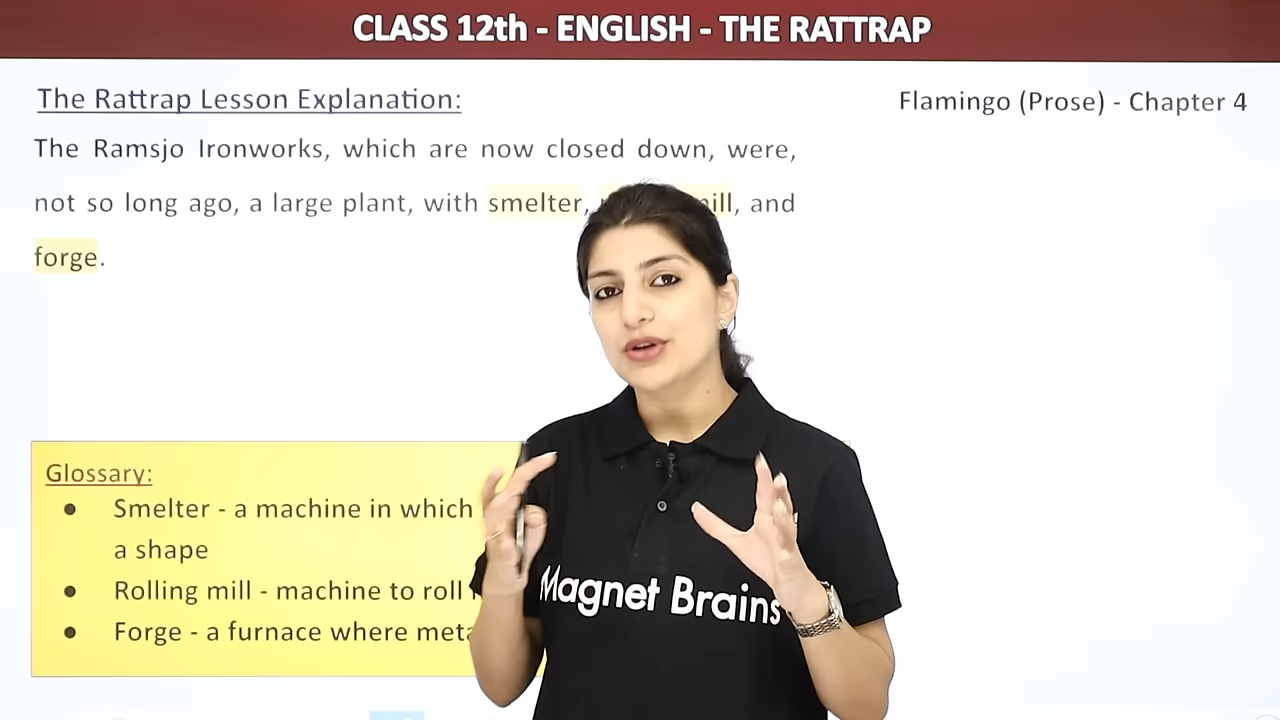 CLASS 12th - ENGLISH - THE RATTRAP
The Rattrap Lesson Explanation:
Flamingo (Prose) - Chapter 4
The Ramsjo Ironworks, which are now closed down, were,
not so long ago, a large plant, with smelter, mill, and
forge.
Glossary:
● Smelter - a machine in which
a shape
● Rolling mill - machine to roll
● Forge - a furnace where
Magnet Brains